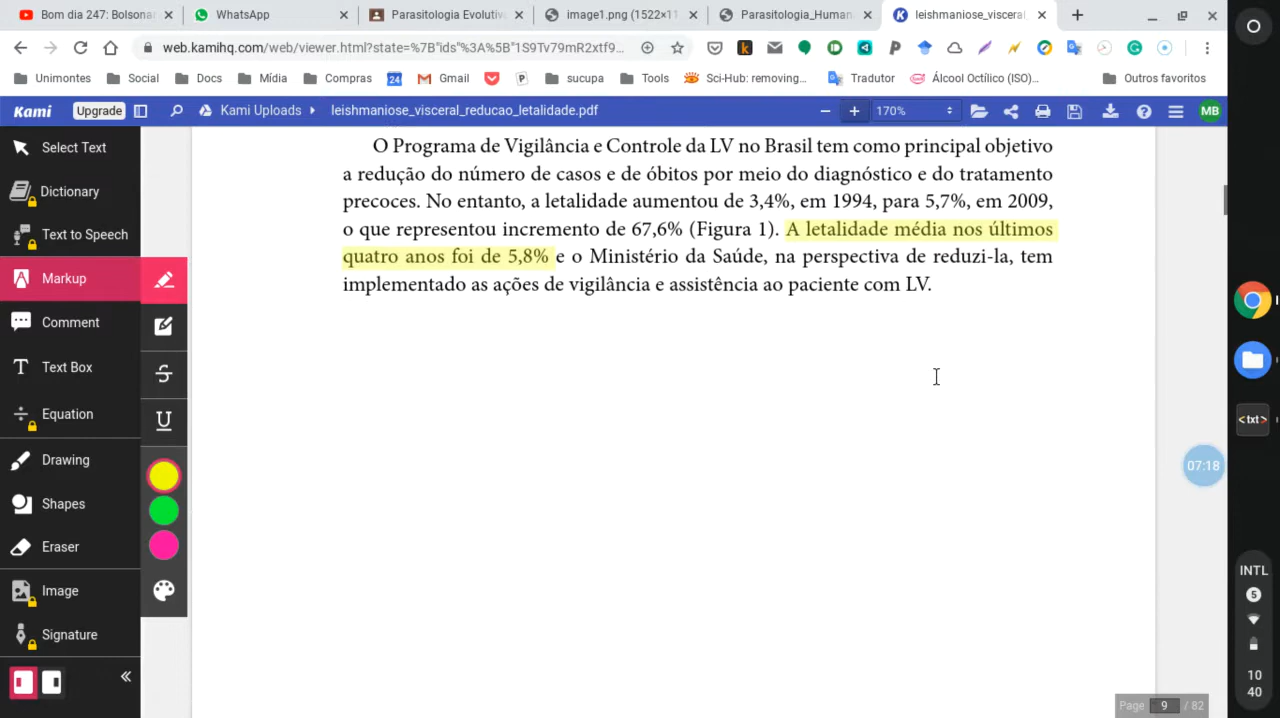 Bom dia 247: Bolsonar
WhatsApp
Parasitologia Evolutiv
image1.png (1522×11
Parasitologia_Human
leishmaniose_visceral
web.kamihq.com/web/viewer.html?state=%7B"ids"%3A%5B"1S9Tv79mR2xtf9...
Unimontes
Social
Docs
Mídia
Compras
24
Gmail
sucupa
Tools
Sci-Hub: removing...
Tradutor
Álcool Octílico (ISO)...
Outros favoritos
Kami
Upgrade
Kami Uploads
leishmaniose_visceral_reducao_letalidade.pdf
170%
MB
Select Text
Dictionary
Text to Speech
Markup
Comment
Text Box
Equation
Drawing
Shapes
Eraser
Image
Signature
O Programa de Vigilância e Controle da LV no Brasil tem como principal objetivo
a redução do número de casos e de óbitos por meio do diagnóstico e do tratamento
precoces. No entanto, a letalidade aumentou de 3,4%, em 1994, para 5,7%, em 2009,
o que representou incremento de 67,6% (Figura 1). A letalidade média nos últimos
quatro anos foi de 5,8% e o Ministério da Saúde, na perspectiva de reduzi-la, tem
implementado as ações de vigilância e assistência ao paciente com LV.
Page 9 / 82
<txt>
07:18
INTL
5
10
40